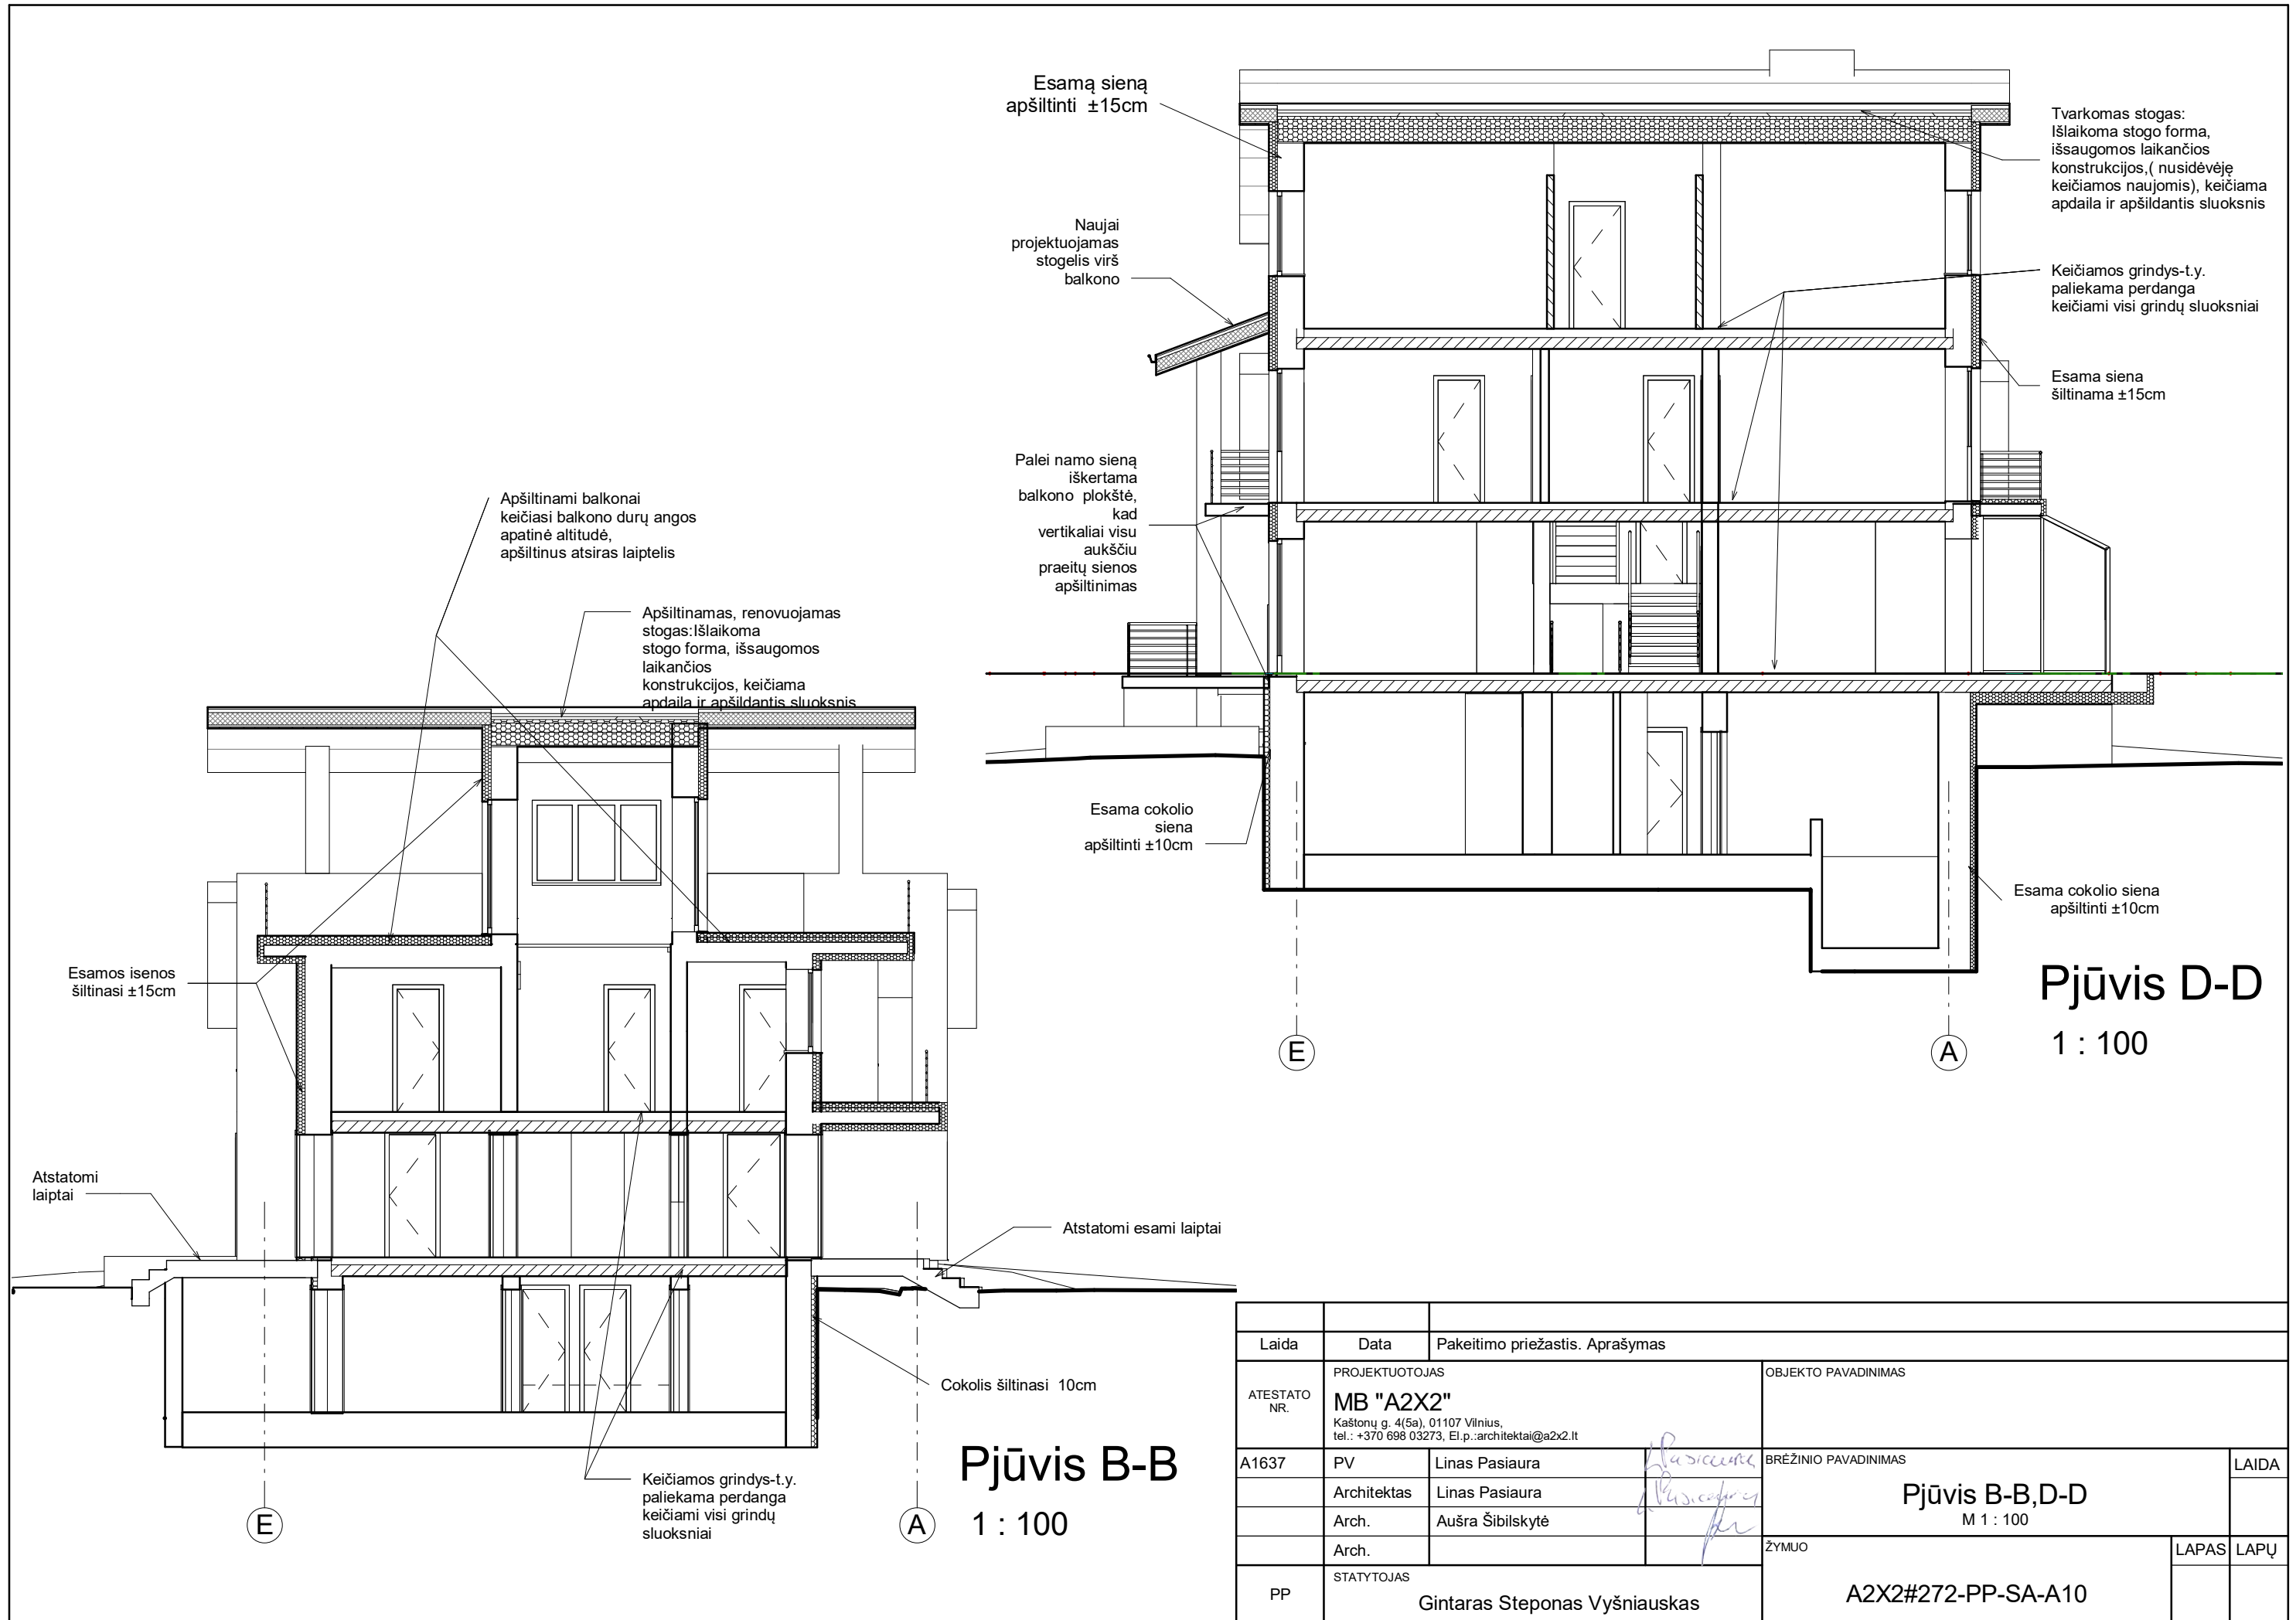 Esamą sieną
apšiltinti ±15cm
Tvarkomas stogas:
Išlaikoma stogo forma,
išsaugomos laikančios
konstrukcijos,( nusidėvėję
keičiamos naujomis), keičiama
apdaila ir apšildantis sluoksnis
Naujai
projektuojamas
stogelis virš
balkono
Keičiamos grindys-t.y.
paliekama perdanga
keičiami visi grindų sluoksniai
Esama siena
šiltinama ±15cm
Palei namo sieną
iškertama
balkono plokštė,
kad
vertikaliai visu
aukščiu
praeitų sienos
apšiltinimas
Apšiltinami balkonai
keičiasi balkono durų angos
apatinė altitudė,
apšiltinus atsiras laiptelis
Apšiltinamas, renovuojamas
stogas:Išlaikoma
stogo forma, išsaugomos
laikančios
konstrukcijos, keičiama
apdaila ir apšildantis sluoksnis
Esama cokolio
siena
apšiltinti ±10cm
Esama cokolio siena
apšiltinti ±10cm
Pjūvis D-D
1 : 100
E
A
Esamos isenos
šiltinasi ±15cm
Atstatomi
laiptai
Atstatomi esami laiptai
Cokolis šiltinasi 10cm
Keičiamos grindys-t.y.
paliekama perdanga
keičiami visi grindų
sluoksniai
Pjūvis B-B
1 : 100
E
A
Laida
Data
Pakeitimo priežastis. Aprašymas
ATESTATO
NR.
PROJEKTUOTOJAS
MB "A2X2"
Kaštonų g. 4(5a), 01107 Vilnius,
tel.: +370 698 03273, El.p.:architektai@a2x2.lt
OBJEKTO PAVADINIMAS
A1637
PV
Linas Pasiaura
Architektas
Linas Pasiaura
Arch.
Aušra Šibilskytė
Arch.
BRĖŽINIO PAVADINIMAS
Pjūvis B-B,D-D
M 1 : 100
LAIDA
PP
STATYTOJAS
Gintaras Steponas Vyšniauskas
ŽYMUO
A2X2#272-PP-SA-A10
LAPAS
LAPŲ